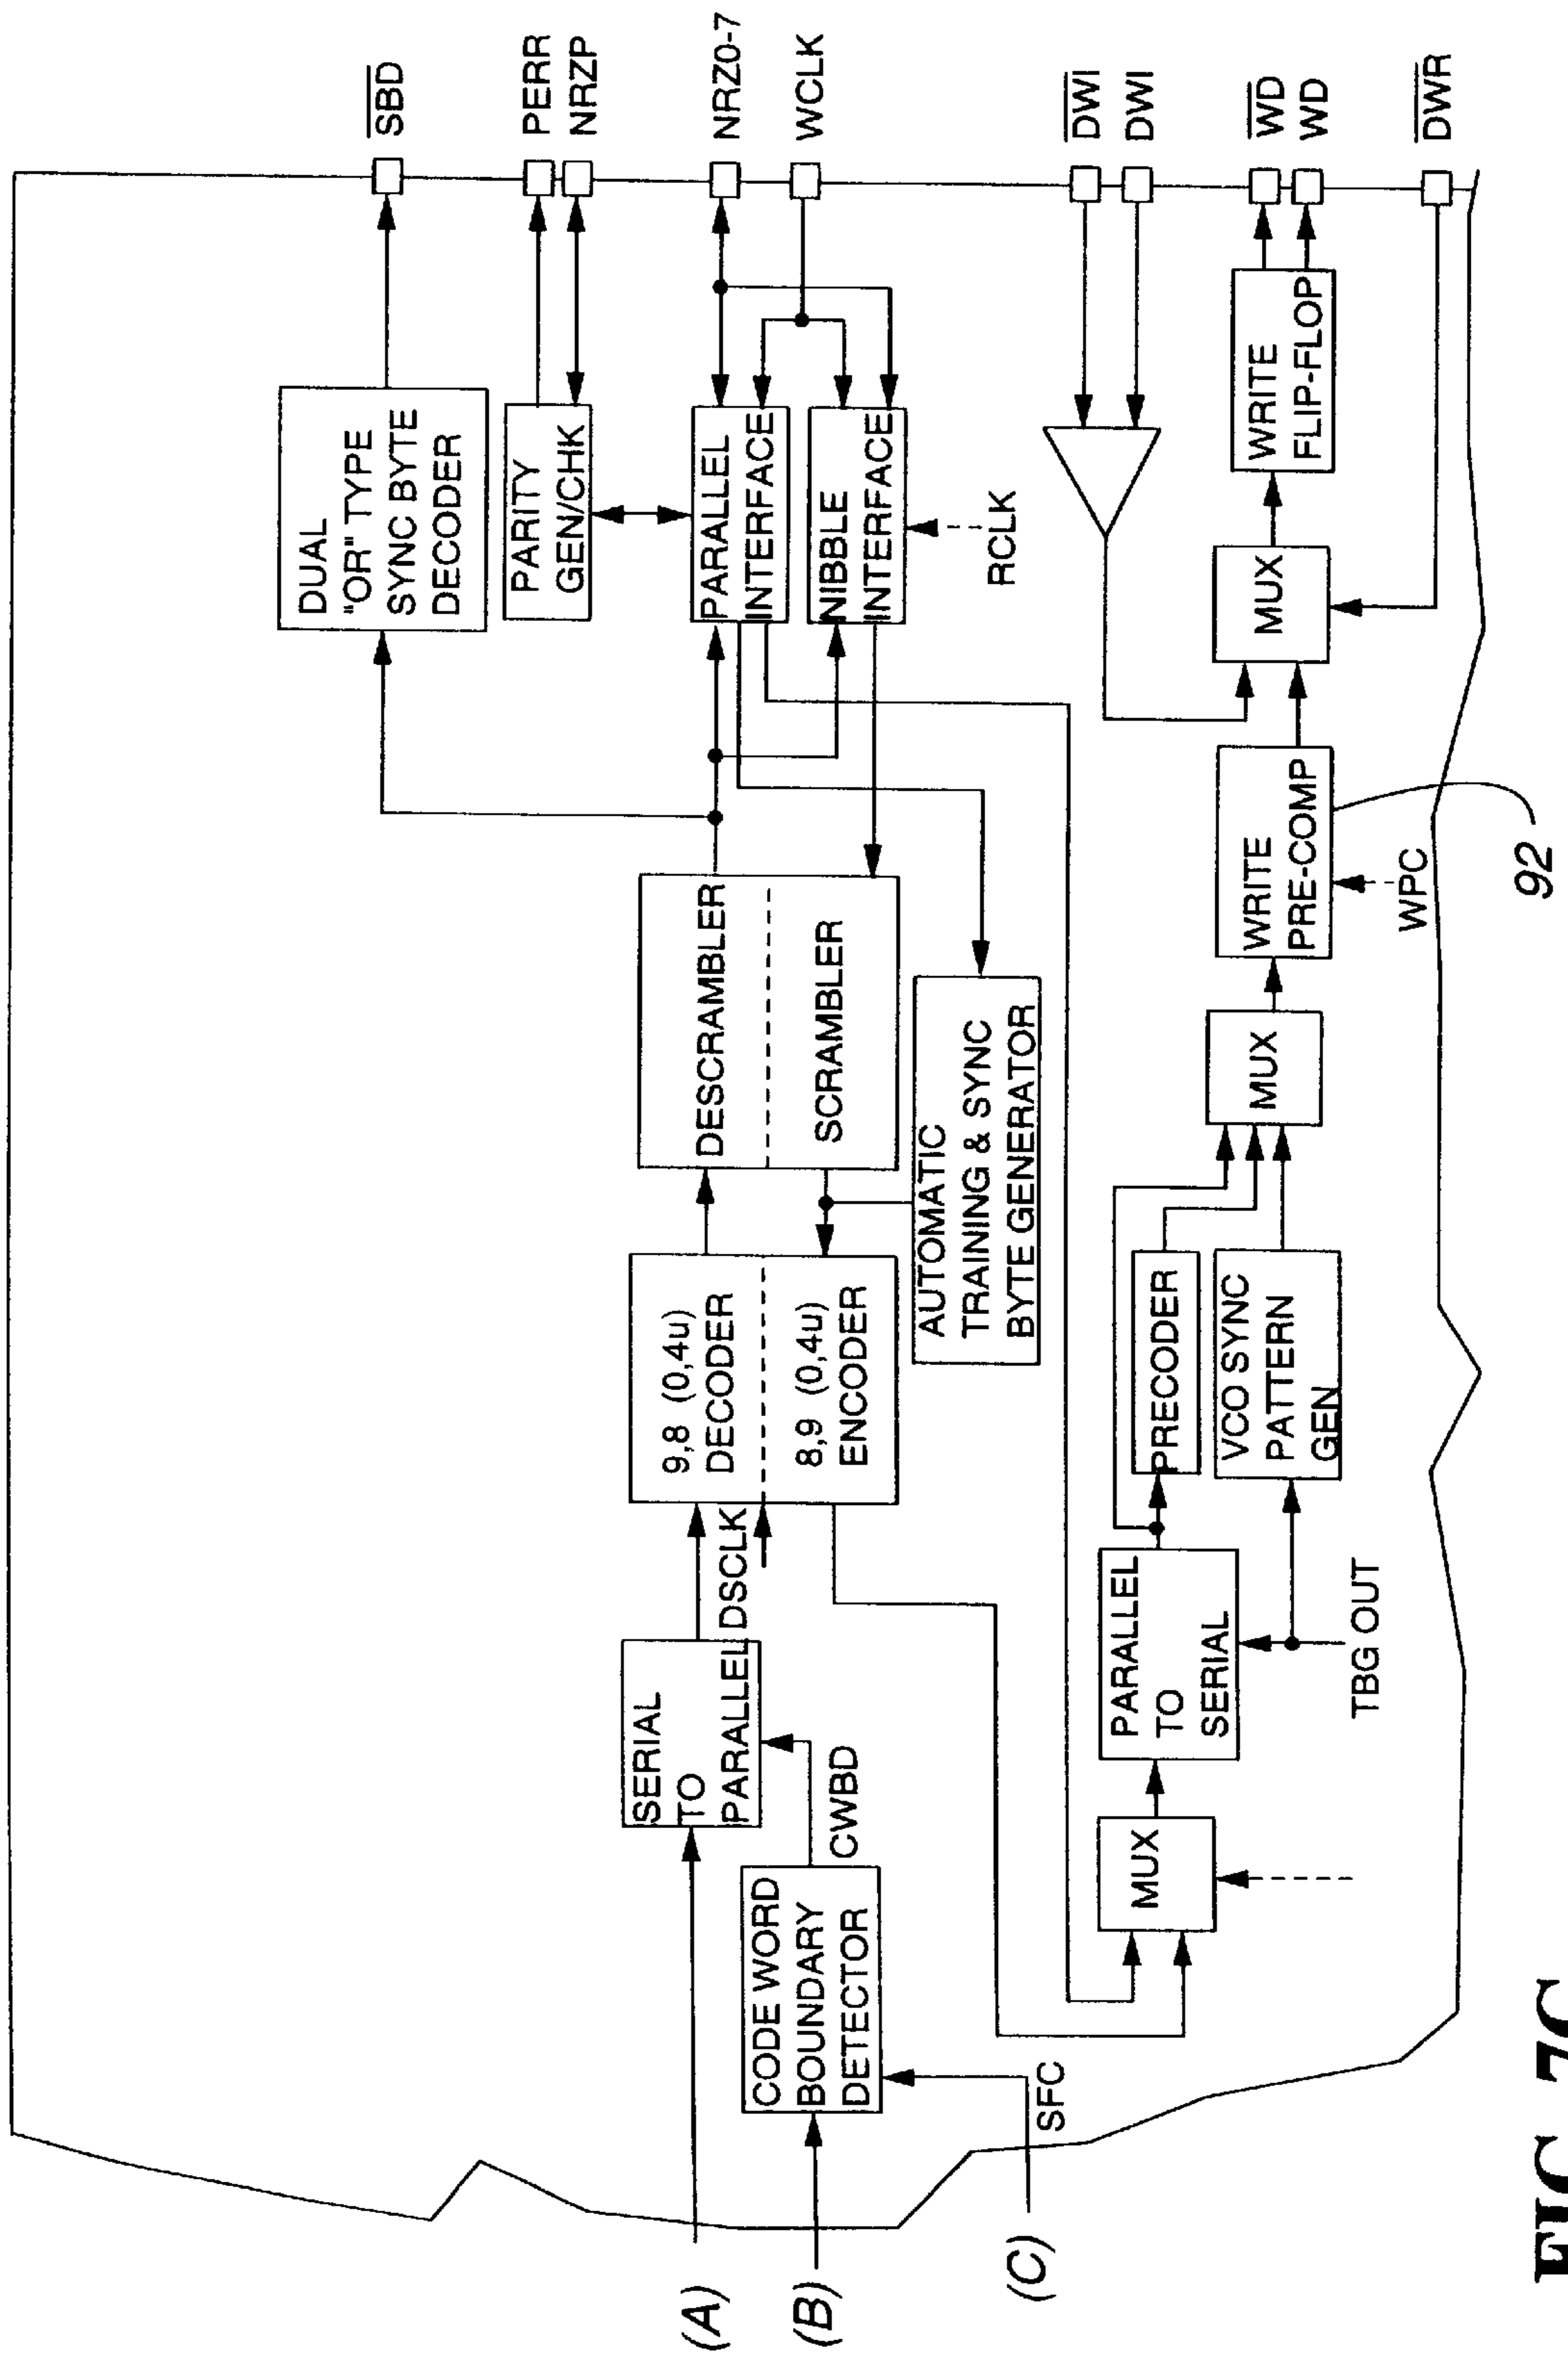 SBD
PERR
NRZP
NRZ0-7
WCLK
DWI
DWI
WD
WD
DWR
DUAL
"OR" TYPE
SYNC BYTE
DECODER
PARITY
GEN/CHK
PARALLEL
INTERFACE
NIBBLE
INTERFACE
RCLK
DESCRAMBLER
SCRAMBLER
AUTOMATIC
TRAINING & SYNC
BYTE GENERATOR
9,8 (0,4u)
DECODER
8,9 (0,4u)
ENCODER
DSCLK
SERIAL
TO
PARALLEL
CWBD
CODE WORD
BOUNDARY
DETECTOR
SFC
(A)
(B)
(C)
MUX
PARALLEL
TO
SERIAL
TBG OUT
PRECODER
VCO SYNC
PATTERN
GEN
MUX
WRITE
PRE-COMP
WPC
92
MUX
WRITE
FLIP-FLOP
FIG. 7C